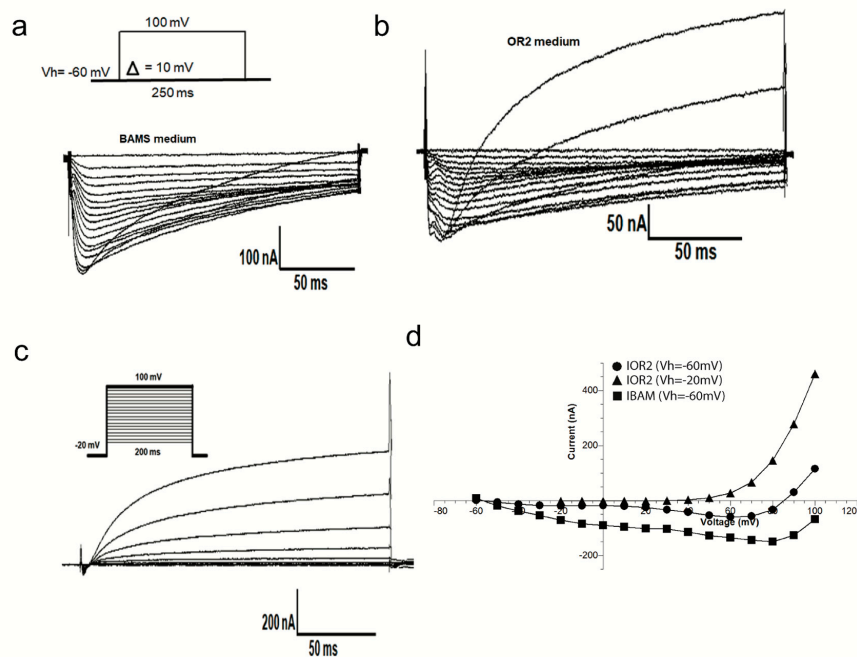 a
100 mV
Vh= -60 mV
Δ = 10 mV
250 ms
BAMS medium
100 nA
50 ms
b
OR2 medium
50 nA
50 ms
c
100 mV
-20 mV
200 ms
200 nA
50 ms
d
IOR2 (Vh=-60mV)
IOR2 (Vh=-20mV)
IBAM (Vh=-60mV)
Current (nA)
400
200
-200
-80 -60 -40 -20 20 40 60 80 100 120
Voltage (mV)